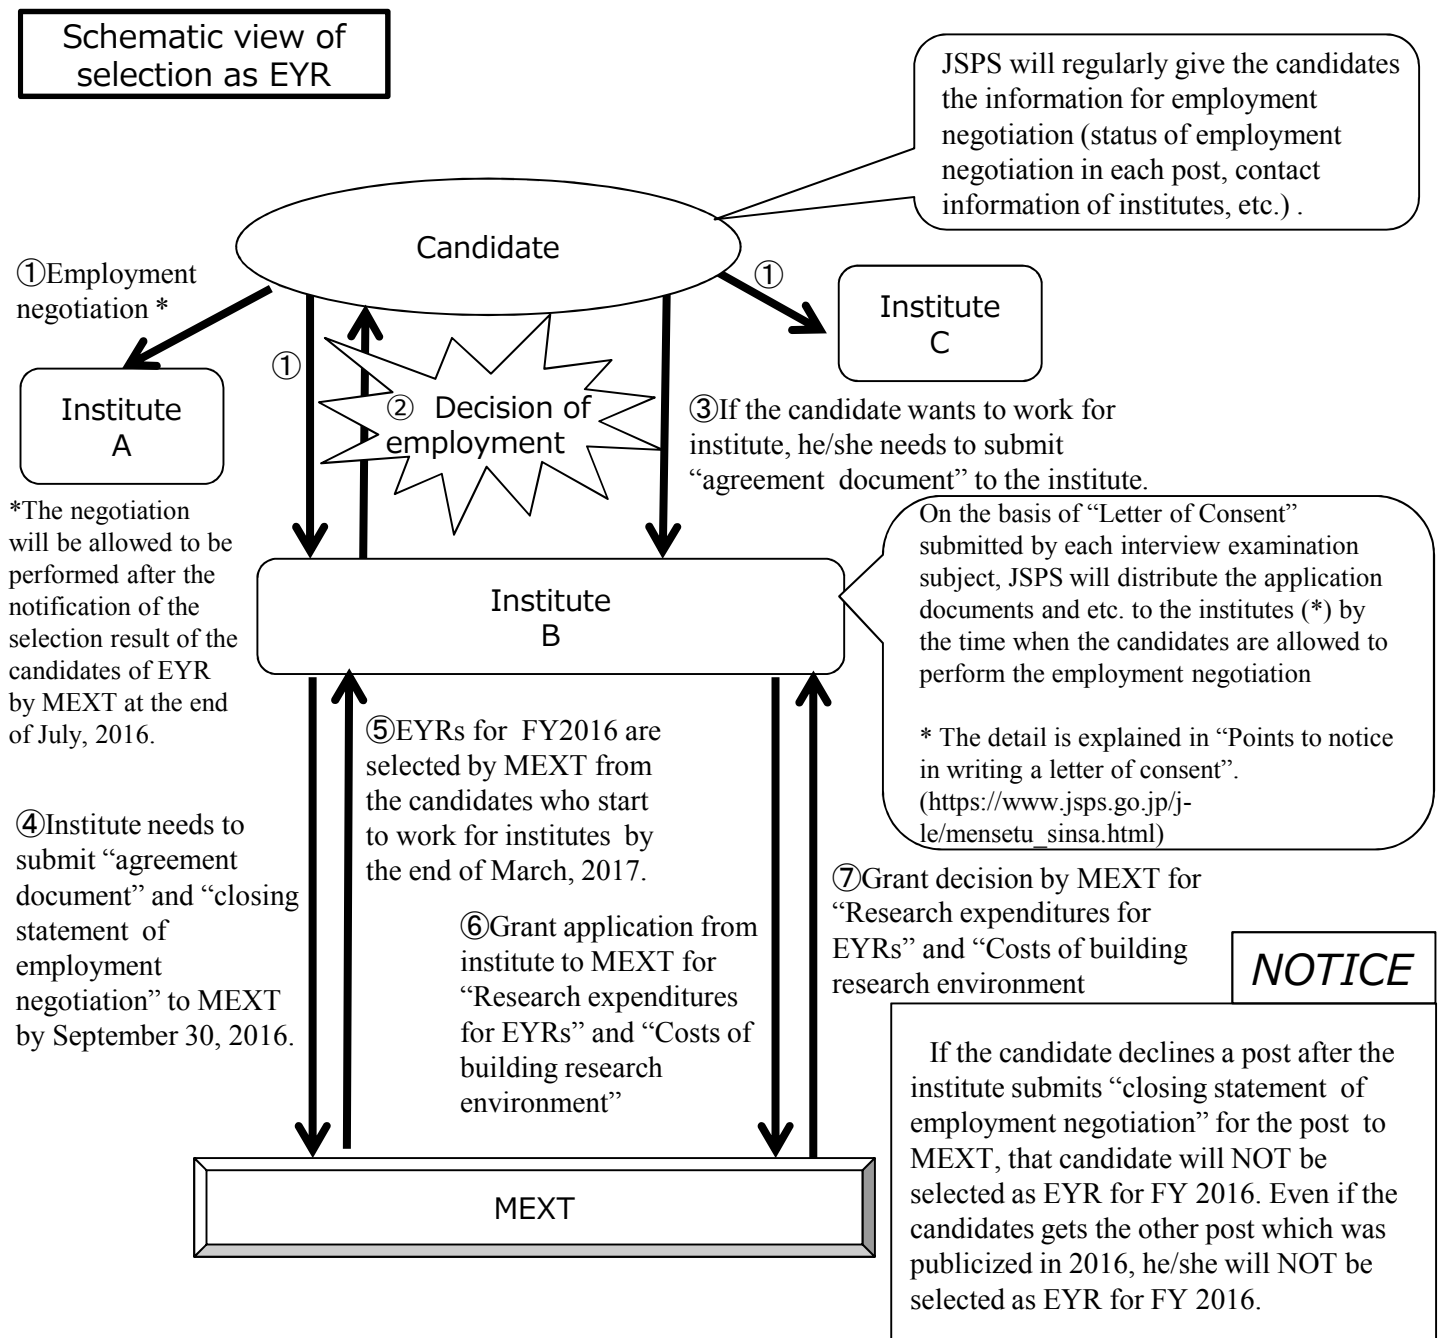 Schematic view of
selection as EYR
JSPS will regularly give the candidates
the information for employment
negotiation (status of employment
negotiation in each post, contact
information of institutes, etc.) .
Candidate
①Employment
negotiation *
①
①
Institute
C
Institute
A
② Decision of
employment
③If the candidate wants to work for
institute, he/she needs to submit
“agreement document” to the institute.
*The negotiation
will be allowed to be
performed after the
notification of the
selection result of the
candidates of EYR
by MEXT at the end
of July, 2016.
On the basis of “Letter of Consent”
submitted by each interview examination
subject, JSPS will distribute the application
documents and etc. to the institutes (*) by
the time when the candidates are allowed to
perform the employment negotiation
* The detail is explained in “Points to notice
in writing a letter of consent”.
(https://www.jsps.go.jp/j-
le/mensetu_sinsa.html)
Institute
B
④Institute needs to
submit “agreement
document” and “closing
statement of
employment
negotiation” to MEXT
by September 30, 2016.
⑤EYRs for FY2016 are
selected by MEXT from
the candidates who start
to work for institutes by
the end of March, 2017.
⑥Grant application from
institute to MEXT for
“Research expenditures
for EYRs” and “Costs of
building research
environment”
⑦Grant decision by MEXT for
“Research expenditures for
EYRs” and “Costs of building
research environment
NOTICE
If the candidate declines a post after the
institute submits “closing statement of
employment negotiation” for the post to
MEXT, that candidate will NOT be
selected as EYR for FY 2016. Even if the
candidates gets the other post which was
publicized in 2016, he/she will NOT be
selected as EYR for FY 2016.
MEXT